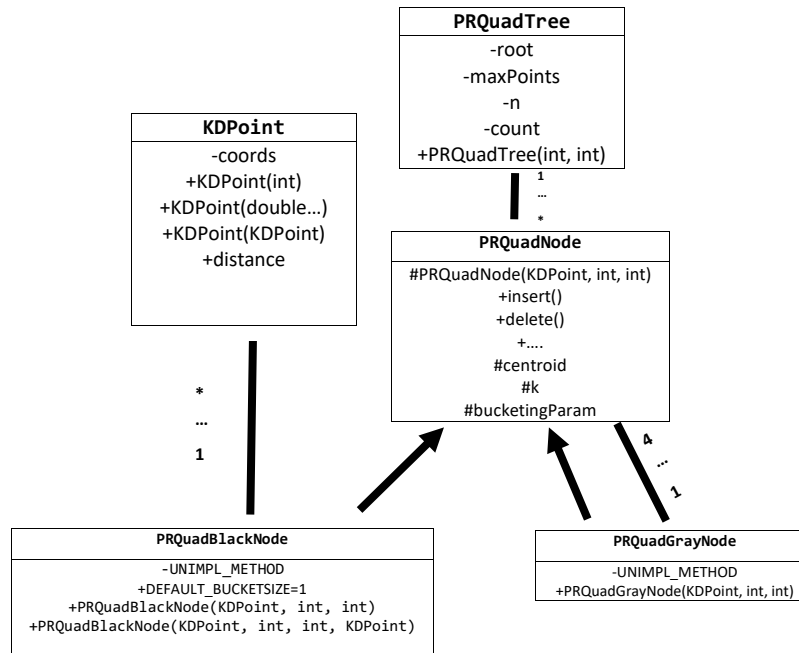 PRQuadTree
-root
-maxPoints
-n
-count
+PRQuadTree(int, int)
KDPoint
-coords
+KDPoint(int)
+KDPoint(double…)
+KDPoint(KDPoint)
+distance
1
…
*
PRQuadNode
#PRQuadNode(KDPoint, int, int)
+insert()
+delete()
+….
#centroid
#k
#bucketingParam
*
…
1
4
…
1
PRQuadBlackNode
-UNIMPL_METHOD
+DEFAULT_BUCKETSIZE=1
+PRQuadBlackNode(KDPoint, int, int)
+PRQuadBlackNode(KDPoint, int, int, KDPoint)
PRQuadGrayNode
-UNIMPL_METHOD
+PRQuadGrayNode(KDPoint, int, int)